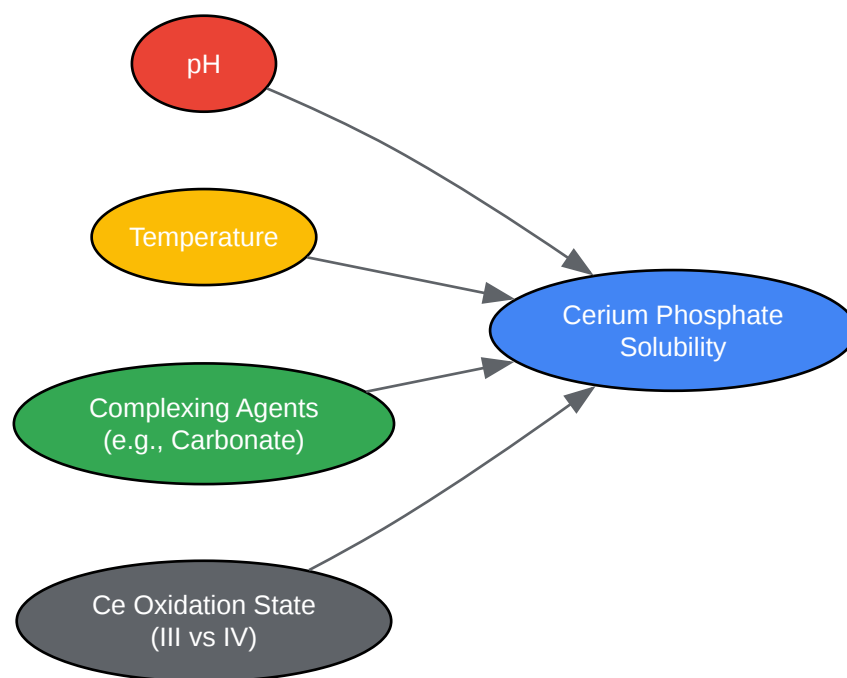 pH
Temperature
Cerium Phosphate
Solubility
Complexing Agents
(e.g., Carbonate)
Ce Oxidation State
(III vs IV)